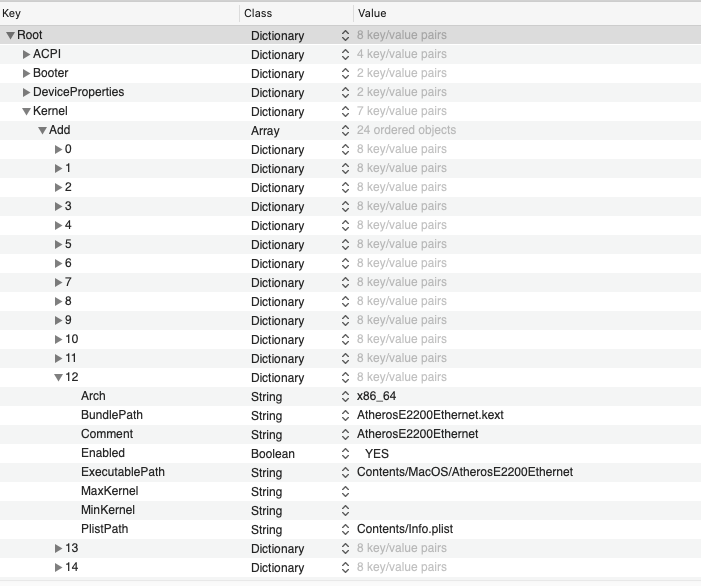 Key Class Value
Root Dictionary 8 key/value pairs
ACPI Dictionary 4 key/value pairs
Booter Dictionary 2 key/value pairs
DeviceProperties Dictionary 2 key/value pairs
Kernel Dictionary 7 key/value pairs
Add Array 24 ordered objects
0 Dictionary 8 key/value pairs
1 Dictionary 8 key/value pairs
2 Dictionary 8 key/value pairs
3 Dictionary 8 key/value pairs
4 Dictionary 8 key/value pairs
5 Dictionary 8 key/value pairs
6 Dictionary 8 key/value pairs
7 Dictionary 8 key/value pairs
8 Dictionary 8 key/value pairs
9 Dictionary 8 key/value pairs
10 Dictionary 8 key/value pairs
11 Dictionary 8 key/value pairs
12 Dictionary 8 key/value pairs
Arch String x86_64
BundlePath String AtherosE2200Ethernet.kext
Comment String AtherosE2200Ethernet
Enabled Boolean YES
ExecutablePath String Contents/MacOS/AtherosE2200Ethernet
MaxKernel String
MinKernel String
PlistPath String Contents/Info.plist
13 Dictionary 8 key/value pairs
14 Dictionary 8 key/value pairs